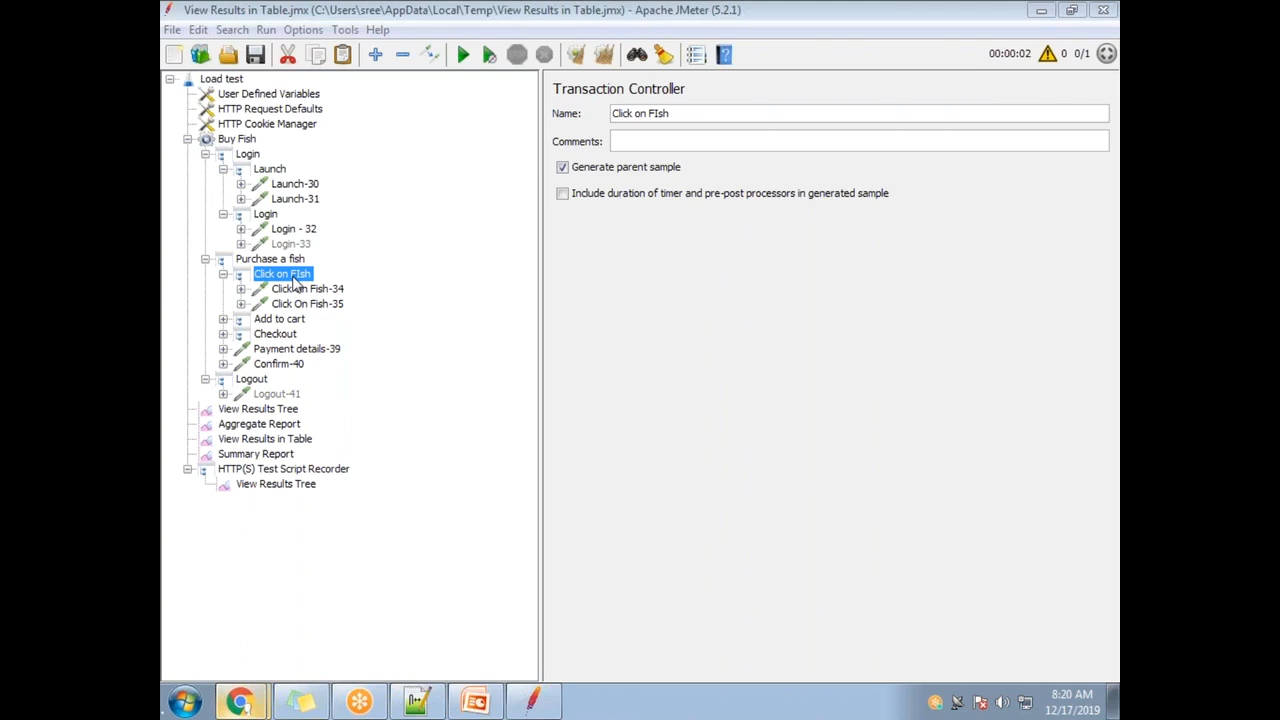 View Results in Table.jmx (C:\Users\sree\AppData\Local\Temp\View Results in Table.jmx) - Apache JMeter (5.2.1)
File Edit Search Run Options Tools Help
00:00:02 0 0/1
Load test
User Defined Variables
HTTP Request Defaults
HTTP Cookie Manager
Buy Fish
Login
Launch
Launch-30
Launch-31
Login
Login - 32
Login-33
Purchase a fish
Click on FIsh
Click on Fish-34
Click On Fish-35
Add to cart
Checkout
Payment details-39
Confirm-40
Logout
Logout-41
View Results Tree
Aggregate Report
View Results in Table
Summary Report
HTTP(S) Test Script Recorder
View Results Tree
Transaction Controller
Name: Click on FIsh
Comments:
Generate parent sample
Include duration of timer and pre-post processors in generated sample
8:20 AM
12/17/2019